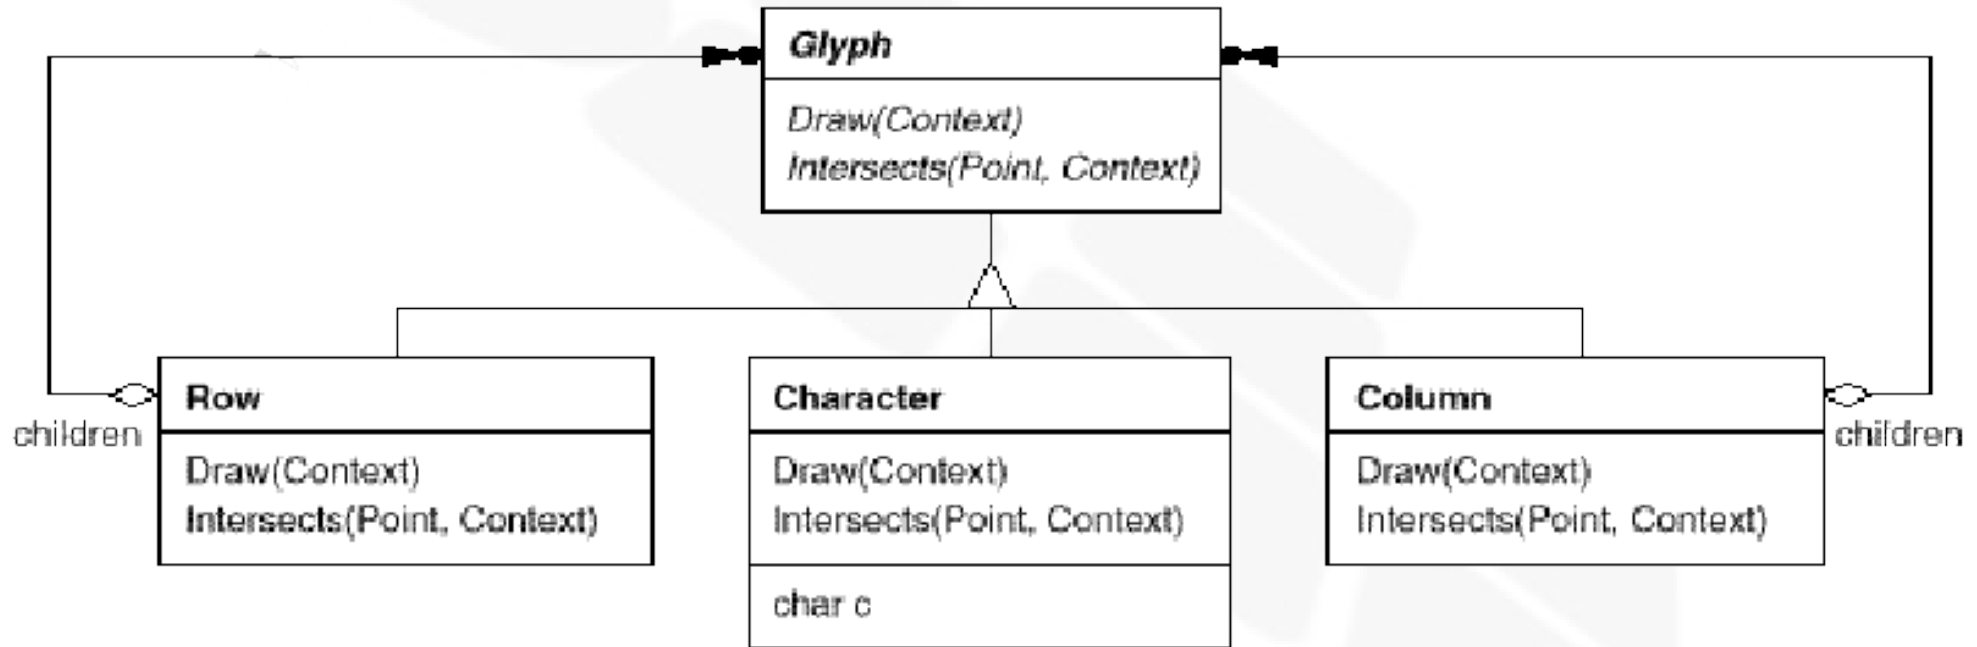 Glyph
Draw(Context)
Intersects(Point, Context)
children
Row
Draw(Context)
Intersects(Point, Context)
Character
Draw(Context)
Intersects(Point, Context)
char c
Column
Draw(Context)
Intersects(Point, Context)
children